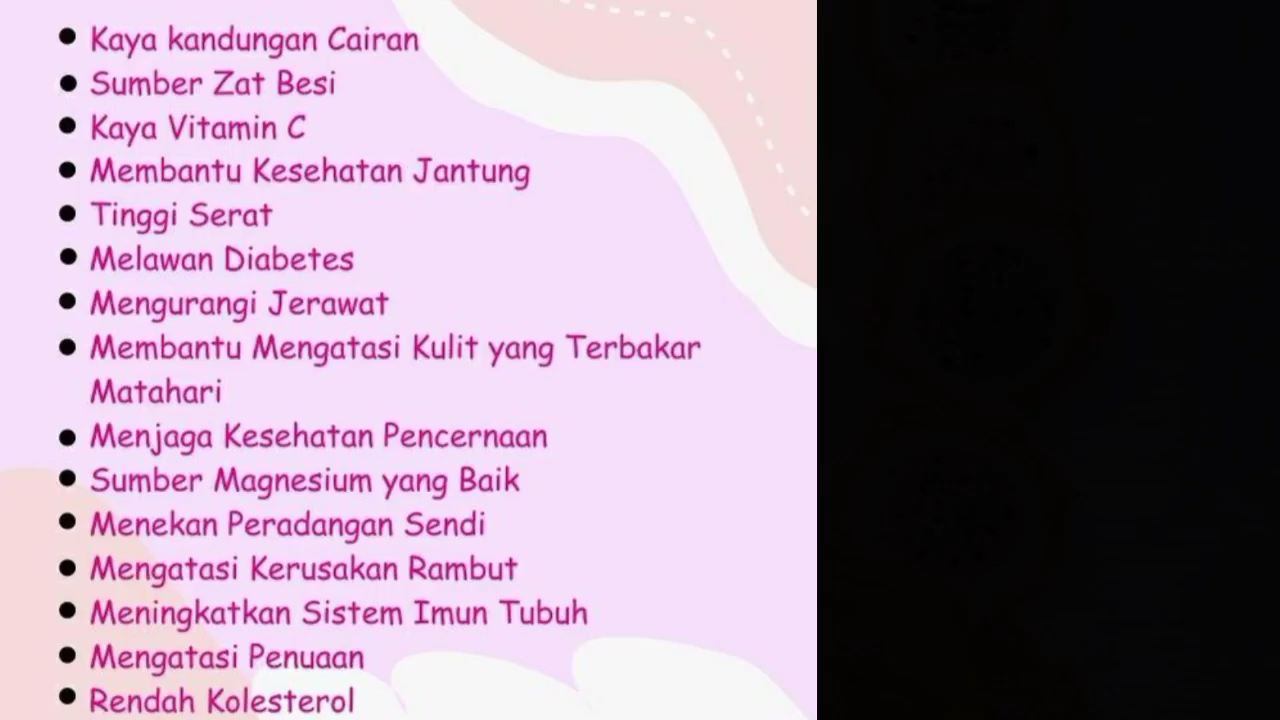 • Kaya kandungan Cairan
• Sumber Zat Besi
• Kaya Vitamin C
• Membantu Kesehatan Jantung
• Tinggi Serat
• Melawan Diabetes
• Mengurangi Jerawat
• Membantu Mengatasi Kulit yang Terbakar
Matahari
• Menjaga Kesehatan Pencernaan
• Sumber Magnesium yang Baik
• Menekan Peradangan Sendi
• Mengatasi Kerusakan Rambut
• Meningkatkan Sistem Imun Tubuh
• Mengatasi Penuaan
• Rendah Kolesterol